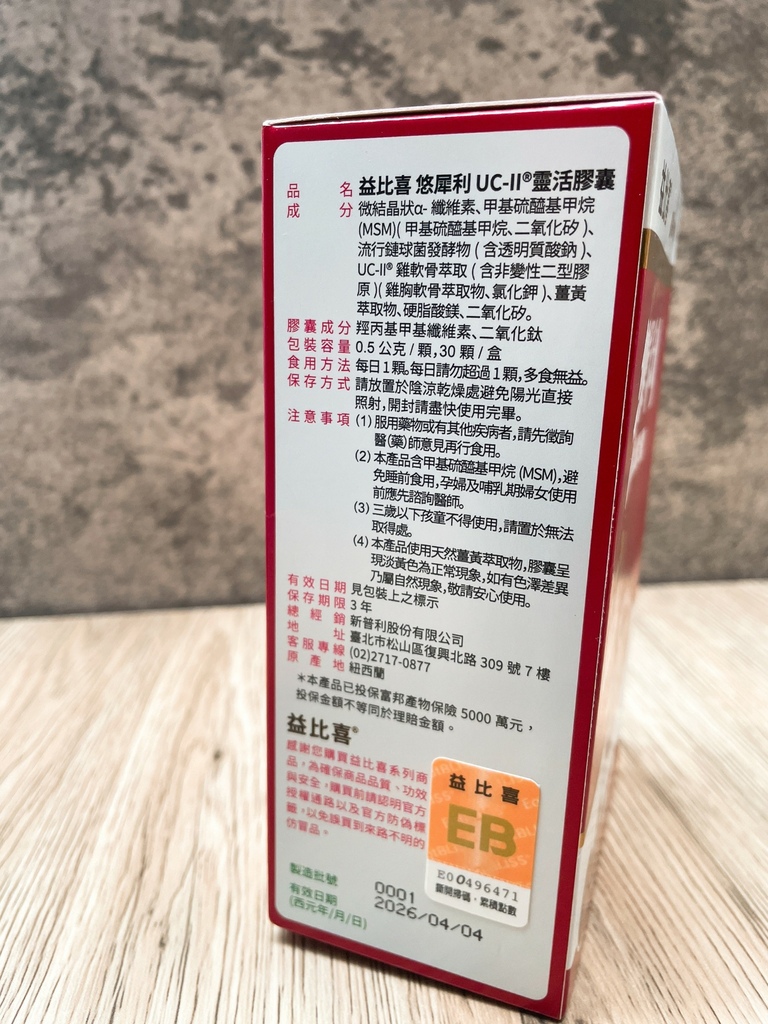 品名 益比喜 悠犀利 UC-II®靈活膠囊
成分 微結晶狀α- 纖維素、甲基硫醯基甲烷
(MSM)( 甲基硫醯基甲烷、二氧化矽 )、
流行鏈球菌發酵物 ( 含透明質酸鈉 )、
UC-II® 雞軟骨萃取 ( 含非變性二型膠
原 )( 雞胸軟骨萃取物、氯化鉀 )、薑黃
萃取物、硬脂酸鎂、二氧化矽。
膠囊成分 羥丙基甲基纖維素、二氧化鈦
包裝容量 0.5 公克 / 顆,30 顆 / 盒
食用方法 每日1顆。每日請勿超過1顆,多食無益。
保存方式 請放置於陰涼乾燥處避免陽光直接
照射,開封請盡快使用完畢。
注意事項 (1) 服用藥物或有其他疾病者,請先徵詢
醫(藥)師意見再行食用。
(2) 本產品含甲基硫醯基甲烷 (MSM),避
免睡前食用,孕婦及哺乳期婦女使用
前應先諮詢醫師。
(3) 三歲以下孩童不得使用,請置於無法
取得處。
(4) 本產品使用天然薑黃萃取物,膠囊呈
現淡黃色為正常現象,如有色澤差異
乃屬自然現象,敬請安心使用。
有效日期 見包裝上之標示
保存期限 3 年
總經銷 新普利股份有限公司
地址 臺北市松山區復興北路 309 號 7 樓
客服專線 (02)2717-0877
原產地 紐西蘭
*本產品已投保富邦產物保險 5000 萬元,
投保金額不等同於理賠金額。
益比喜®
感謝您購買益比喜系列商
品,為確保商品品質、功效
與安全,購買前請認明官方
授權通路以及官方防偽標
籤,以免誤買到來路不明的
仿冒品。
益比喜
EB
E00496471
撕開掃碼.累積點數
製造批號 0001
有效日期 2026/04/04
(西元年/月/日)